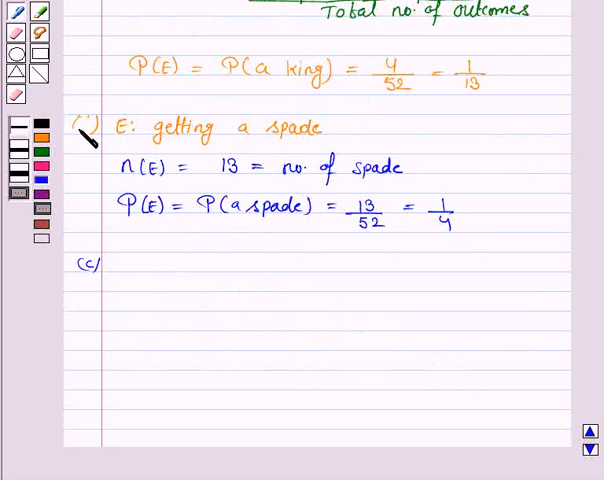 Total no. of outcomes
P(E) = P(a king) = 4/52 = 1/13
E: getting a spade
n(E) = 13 = no. of spade
P(E) = P(a spade) = 13/52 = 1/4
(c)